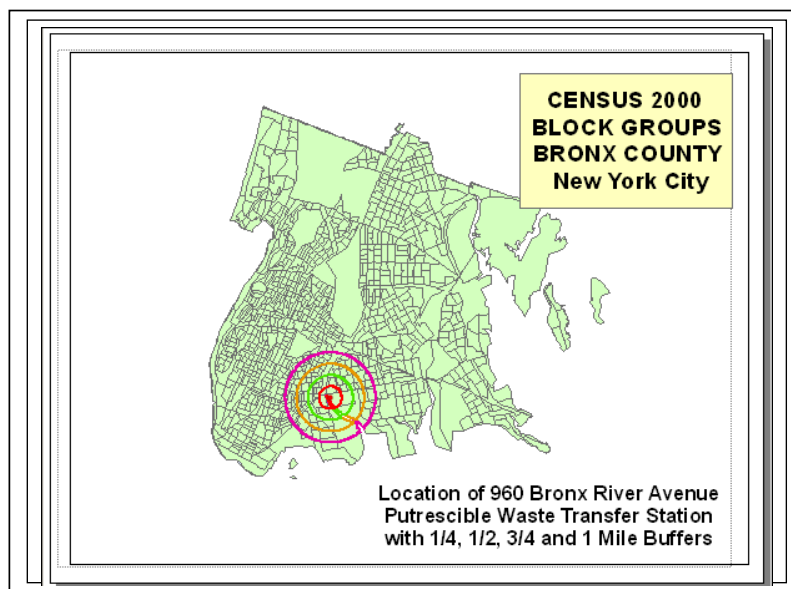 CENSUS 2000
BLOCK GROUPS
BRONX COUNTY
New York City
Location of 960 Bronx River Avenue
Putrescible Waste Transfer Station
with 1/4, 1/2, 3/4 and 1 Mile Buffers